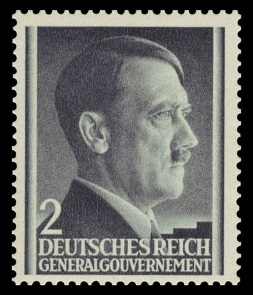 2
DEUTSCHES REICH
GENERALGOUVERNEMENT